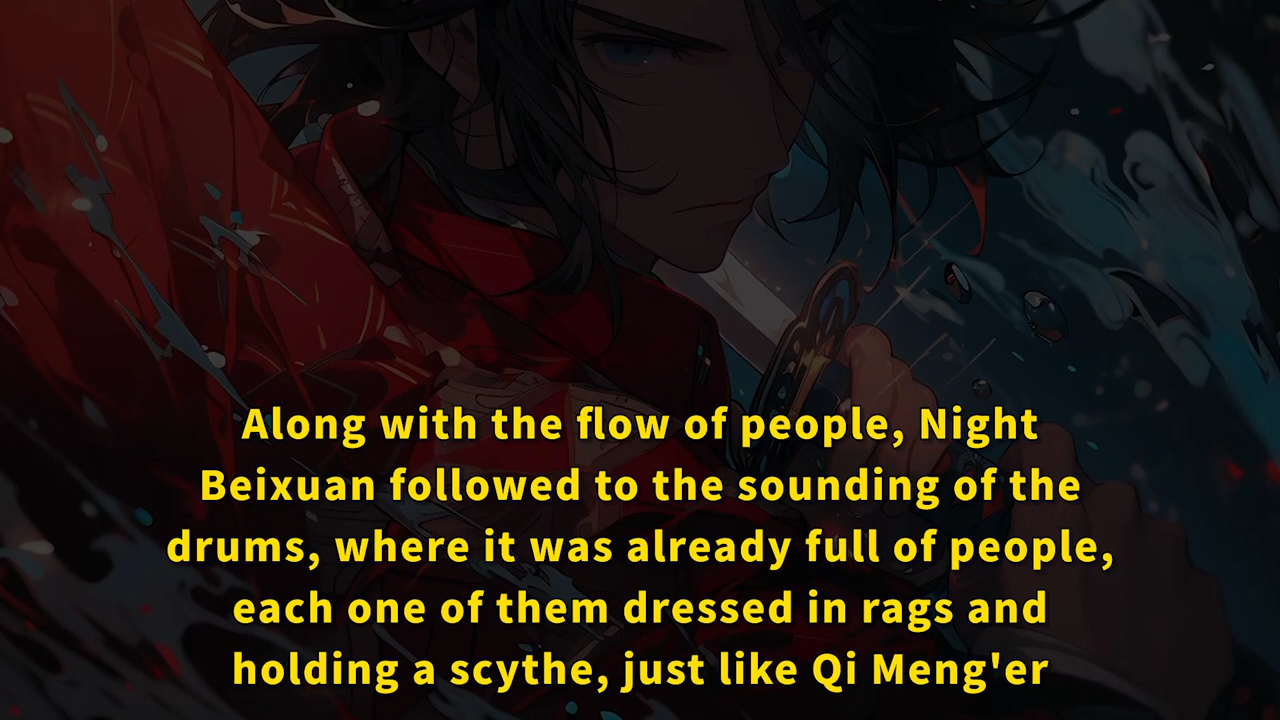 Along with the flow of people, Night
Beixuan followed to the sounding of the
drums, where it was already full of people,
each one of them dressed in rags and
holding a scythe, just like Qi Meng'er